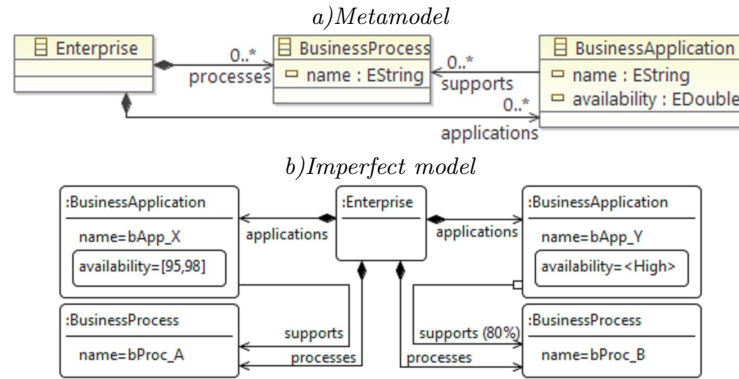 a)Metamodel
Enterprise
0..*
processes
BusinessProcess
name : EString
0..*
supports
BusinessApplication
name : EString
availability : EDouble
0..*
applications
b)Imperfect model
:BusinessApplication
name=bApp_X
availability=[95,98]
applications
:Enterprise
applications
:BusinessApplication
name=bApp_Y
availability=<High>
:BusinessProcess
name=bProc_A
supports
processes
supports (80%)
processes
:BusinessProcess
name=bProc_B